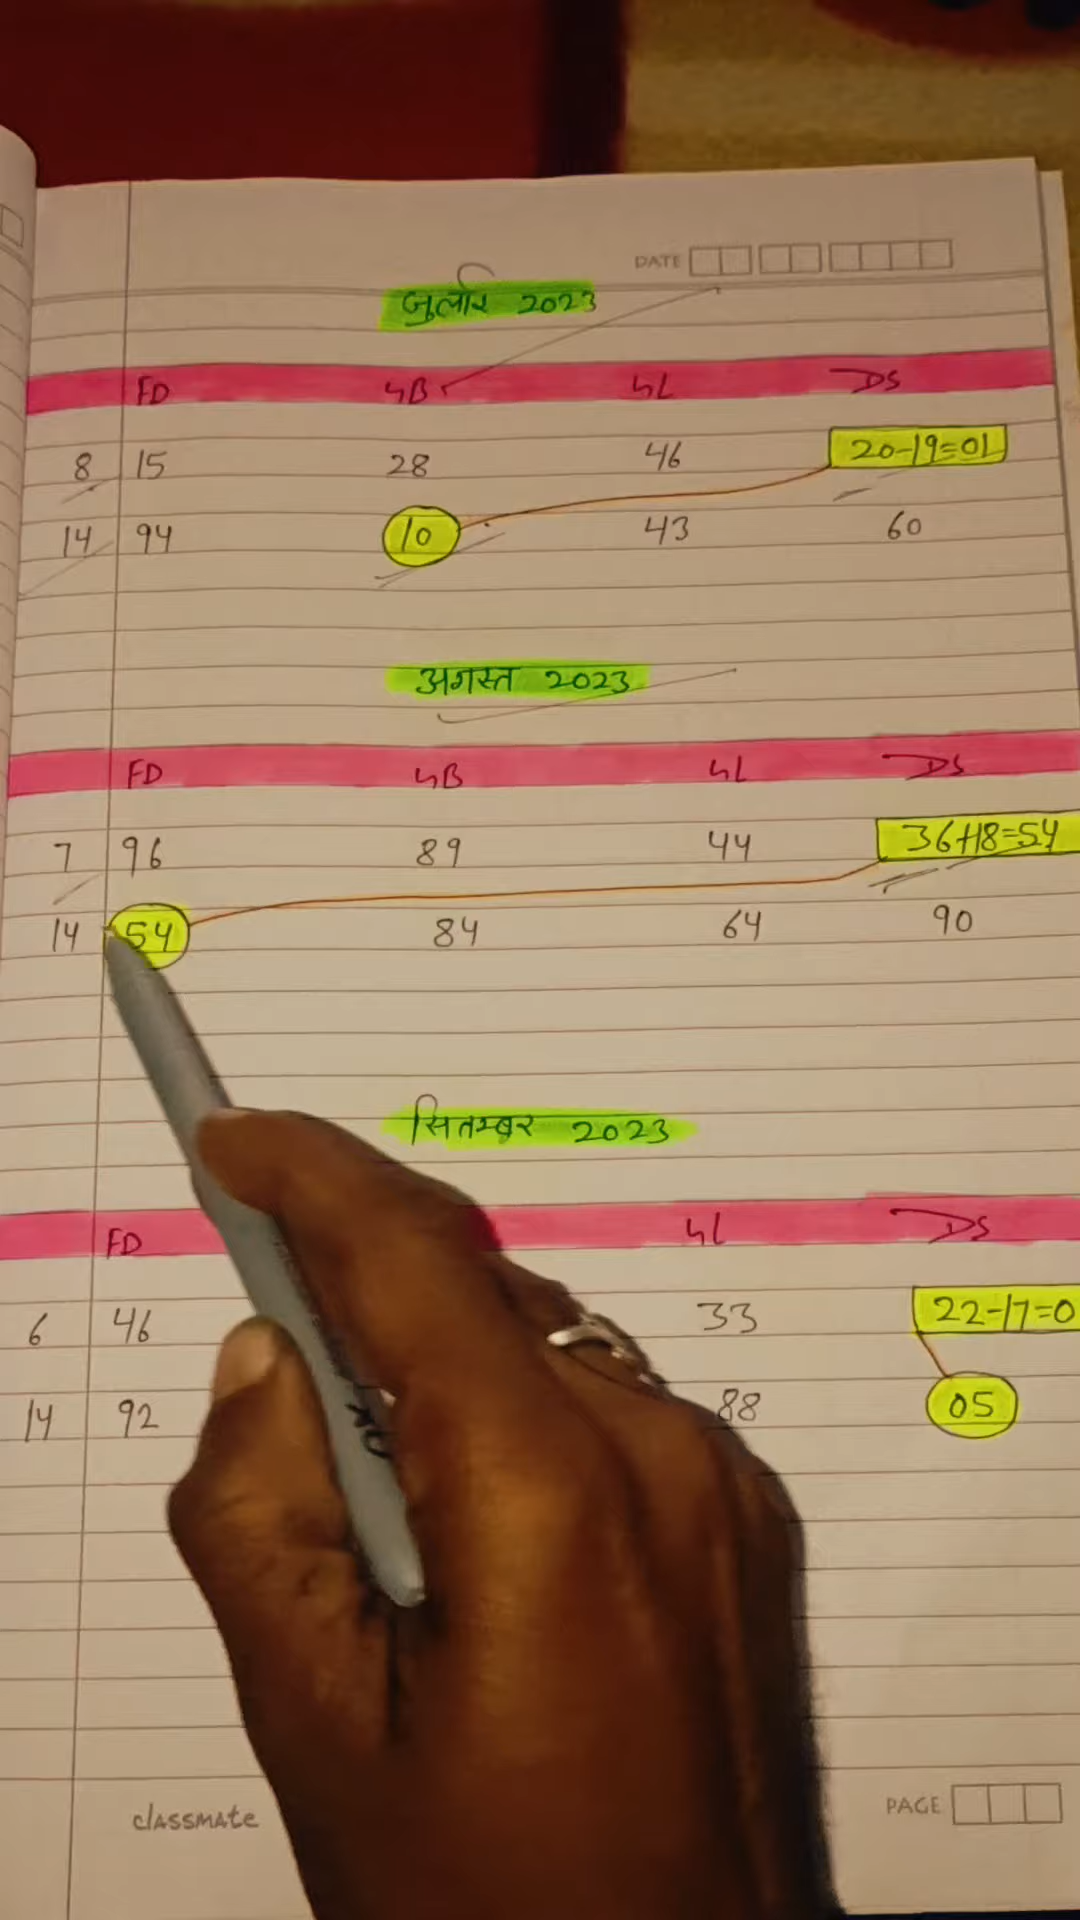 DATE
जुलाई 2023
FD GB GL DS
8 15 28 46 20-19=01
14 94 10 43 60
अगस्त 2023
FD GB GL DS
7 96 89 44 36+18=54
14 54 84 64 90
सितम्बर 2023
FD GL DS
6 46 33 22-17=0
14 92 88 05
classmate
PAGE